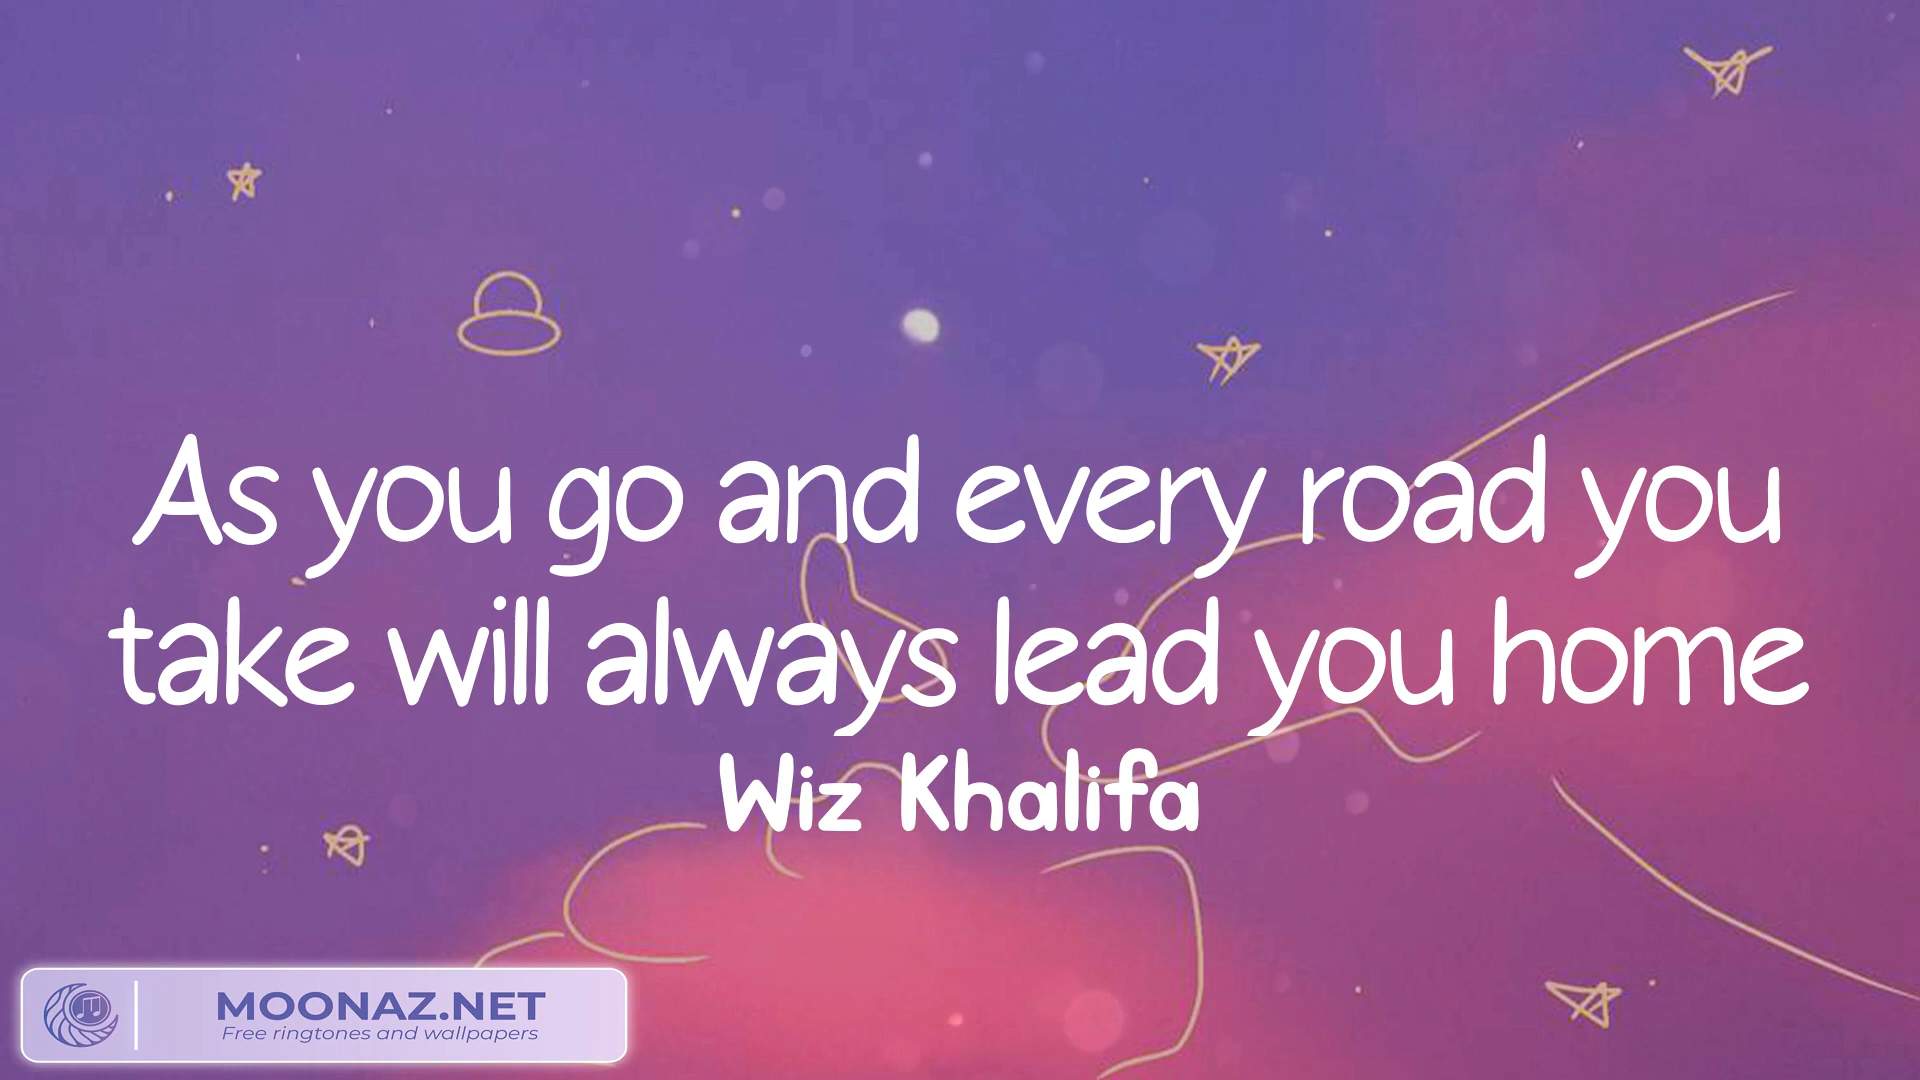 As you go and every road you
take will always lead you home
Wiz Khalifa
MOONAZ.NET
Free ringtones and wallpapers